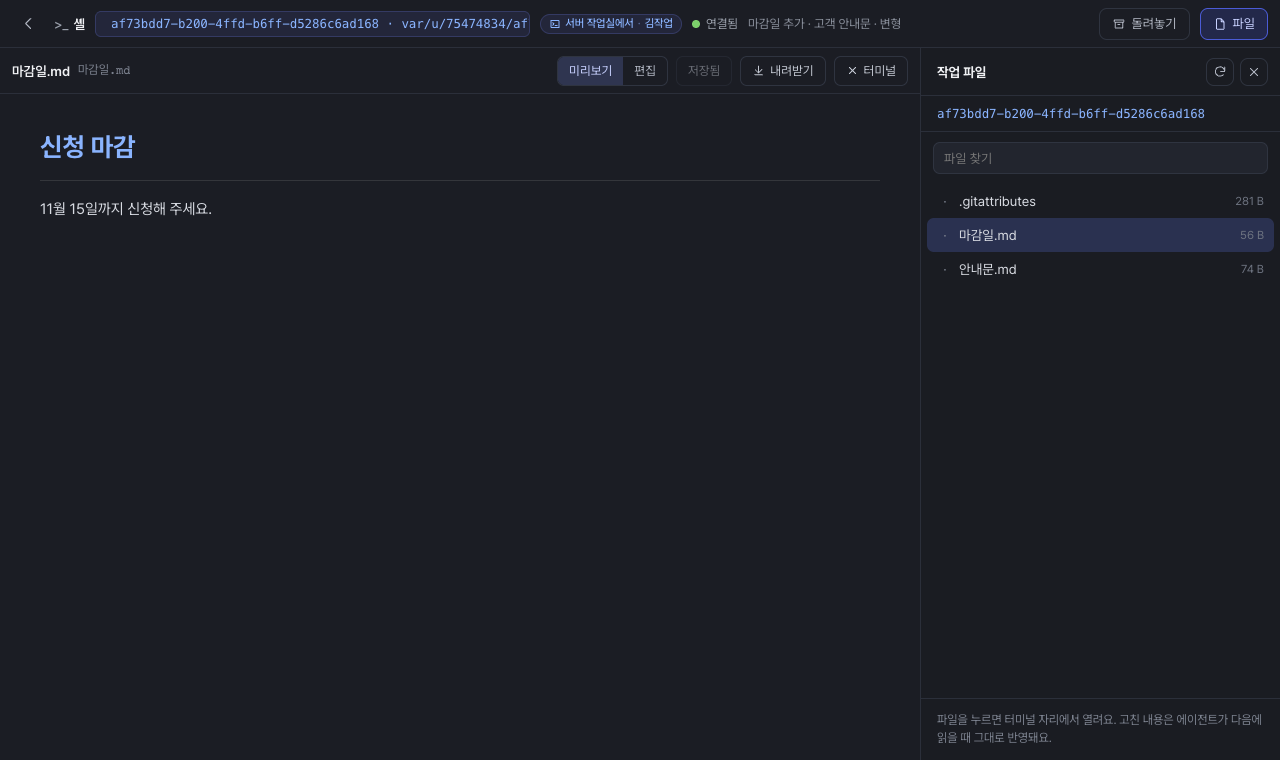 >_ 셸
af73bdd7-b200-4ffd-b6ff-d5286c6ad168 · var/u/75474834/af
서버 작업실에서 · 김작업
연결됨
마감일 추가 · 고객 안내문 · 변형
돌려놓기
파일
마감일.md 마감일.md
미리보기
편집
저장됨
내려받기
터미널
신청 마감
11월 15일까지 신청해 주세요.
작업 파일
af73bdd7-b200-4ffd-b6ff-d5286c6ad168
파일 찾기
· .gitattributes 281 B
· 마감일.md 56 B
· 안내문.md 74 B
파일을 누르면 터미널 자리에서 열려요. 고친 내용은 에이전트가 다음에
읽을 때 그대로 반영돼요.